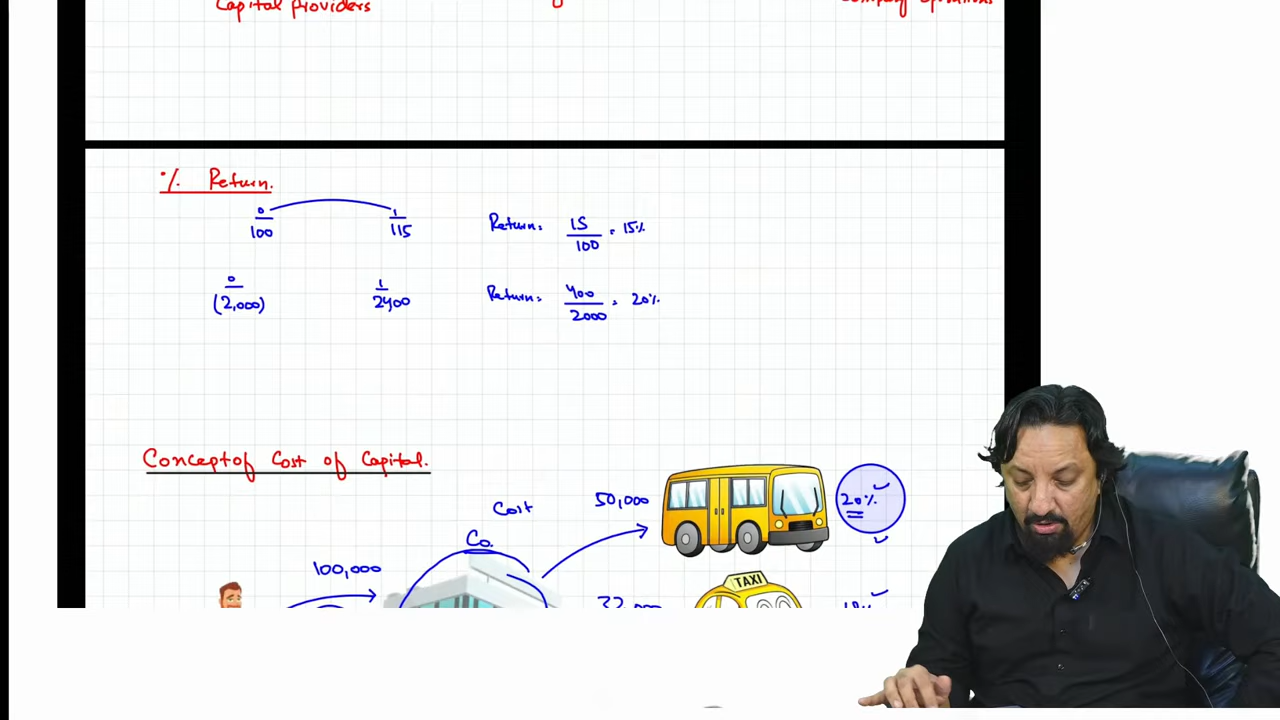 Capital Providers
% Return.
0 1
100 115 Return: 15/100 = 15%
0 1
(2,000) 2400 Return: 400/2000 = 20%
Concept of Cost of Capital.
Cost 50,000 20%
Co.
100,000
TAXI